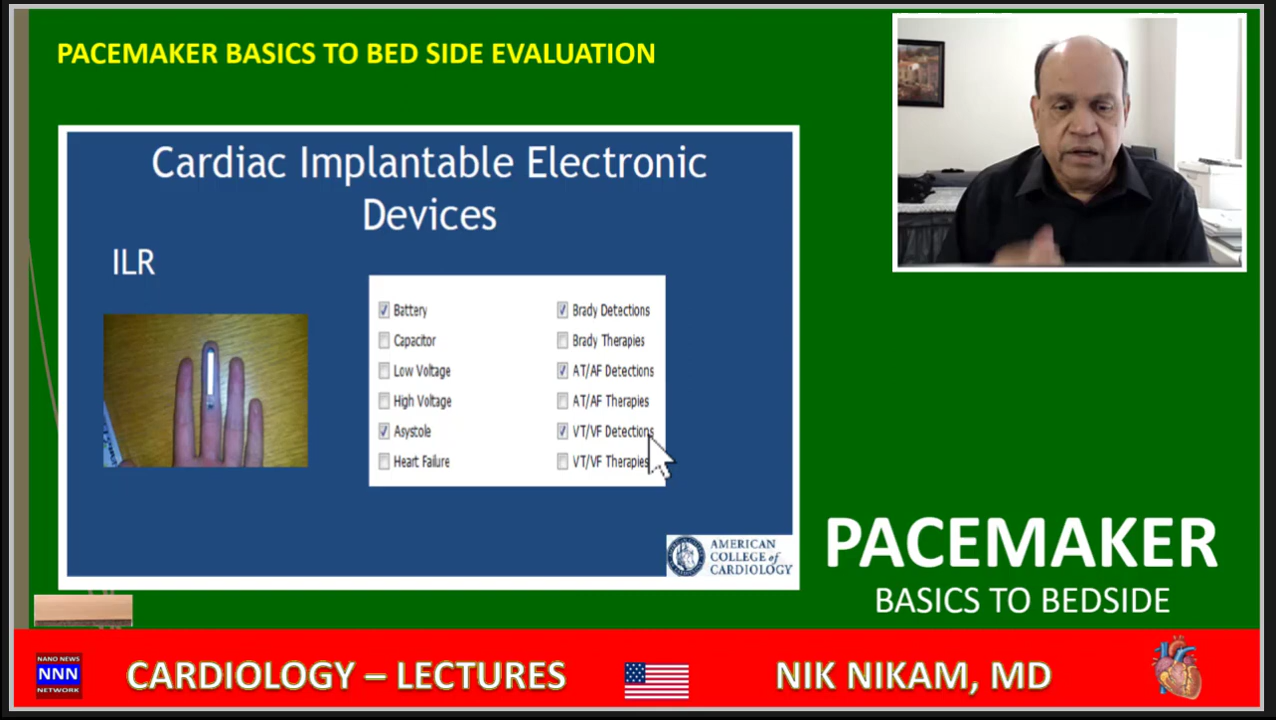 PACEMAKER BASICS TO BED SIDE EVALUATION
Cardiac Implantable Electronic
Devices
ILR
Battery
Capacitor
Low Voltage
High Voltage
Asystole
Heart Failure
Brady Detections
Brady Therapies
AT/AF Detections
AT/AF Therapies
VT/VF Detections
VT/VF Therapies
AMERICAN
COLLEGE of
CARDIOLOGY
PACEMAKER
BASICS TO BEDSIDE
NANO NEWS
NNN
NETWORK
CARDIOLOGY – LECTURES
NIK NIKAM, MD